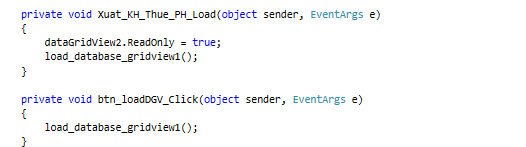 private void Xuat_KH_Thue_PH_Load(object sender, EventArgs e)
{
    dataGridView2.ReadOnly = true;
    load_database_gridview1();
}

private void btn_loadDGV_Click(object sender, EventArgs e)
{
    load_database_gridview1();
}